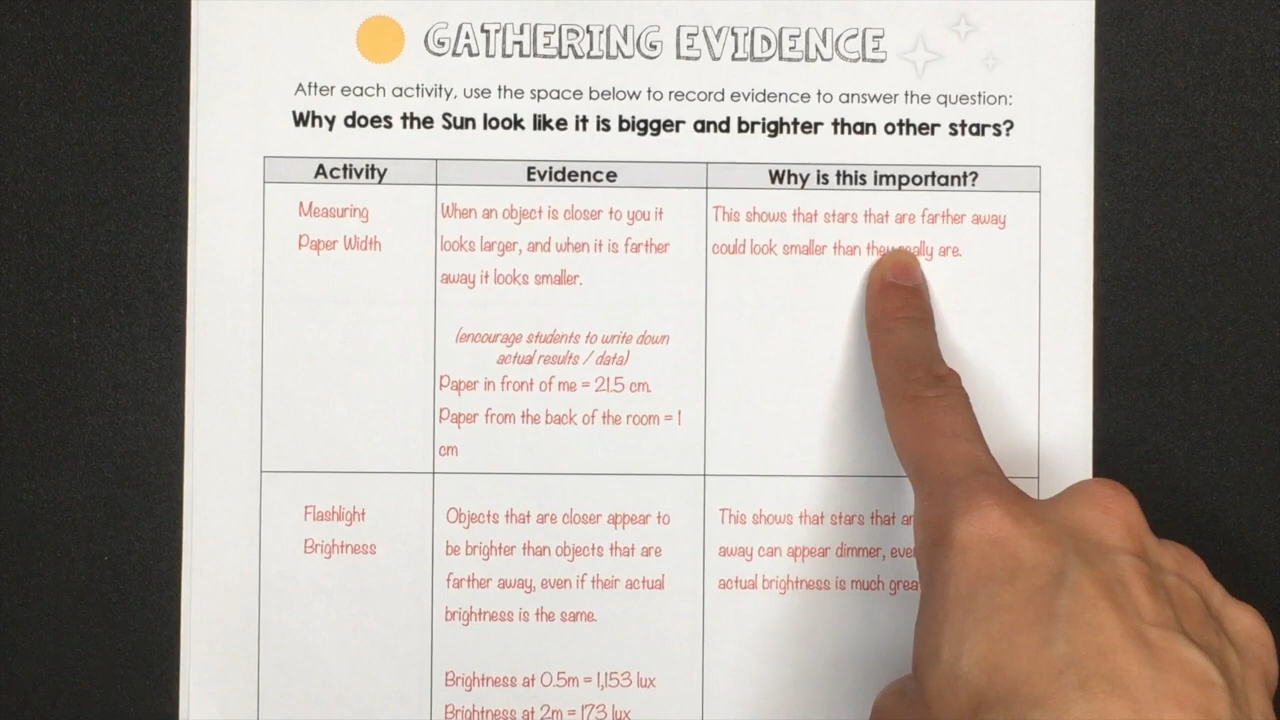 GATHERING EVIDENCE
After each activity, use the space below to record evidence to answer the question:
Why does the Sun look like it is bigger and brighter than other stars?
Activity
Evidence
Why is this important?
Measuring
Paper Width
When an object is closer to you it
looks larger, and when it is farther
away it looks smaller.
(encourage students to write down
actual results / data)
Paper in front of me = 21.5 cm.
Paper from the back of the room = 1
cm
This shows that stars that are farther away
could look smaller than they really are.
Flashlight
Brightness
Objects that are closer appear to
be brighter than objects that are
farther away, even if their actual
brightness is the same.
Brightness at 0.5m = 1,153 lux
Brightness at 2m = 173 lux
This shows that stars that
away can appear dimmer,
actual brightness is much